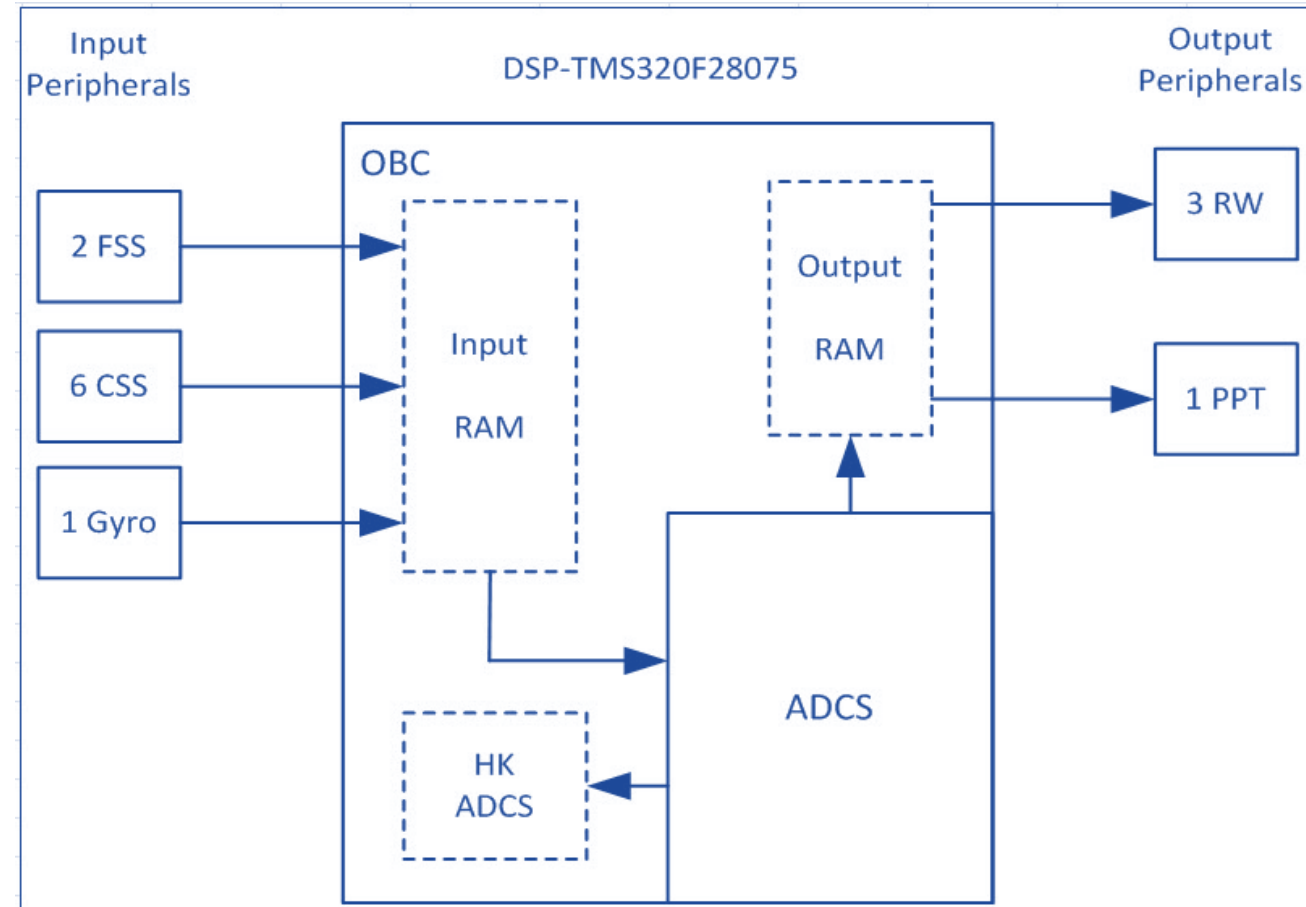 Input
Peripherals
DSP-TMS320F28075
Output
Peripherals
OBC
2 FSS
6 CSS
1 Gyro
Input
RAM
Output
RAM
3 RW
1 PPT
ADCS
HK
ADCS